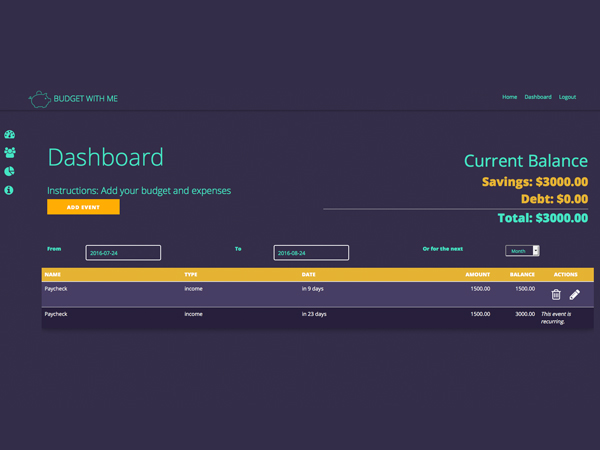 BUDGET WITH ME
Home Dashboard Logout
Dashboard
Instructions: Add your budget and expenses
ADD EVENT
Current Balance
Savings: $3000.00
Debt: $0.00
Total: $3000.00
From 2016-07-24 To 2016-08-24 Or for the next Month
NAME TYPE DATE AMOUNT BALANCE ACTIONS
Paycheck income in 9 days 1500.00 1500.00
Paycheck income in 23 days 1500.00 3000.00 This event is
recurring.